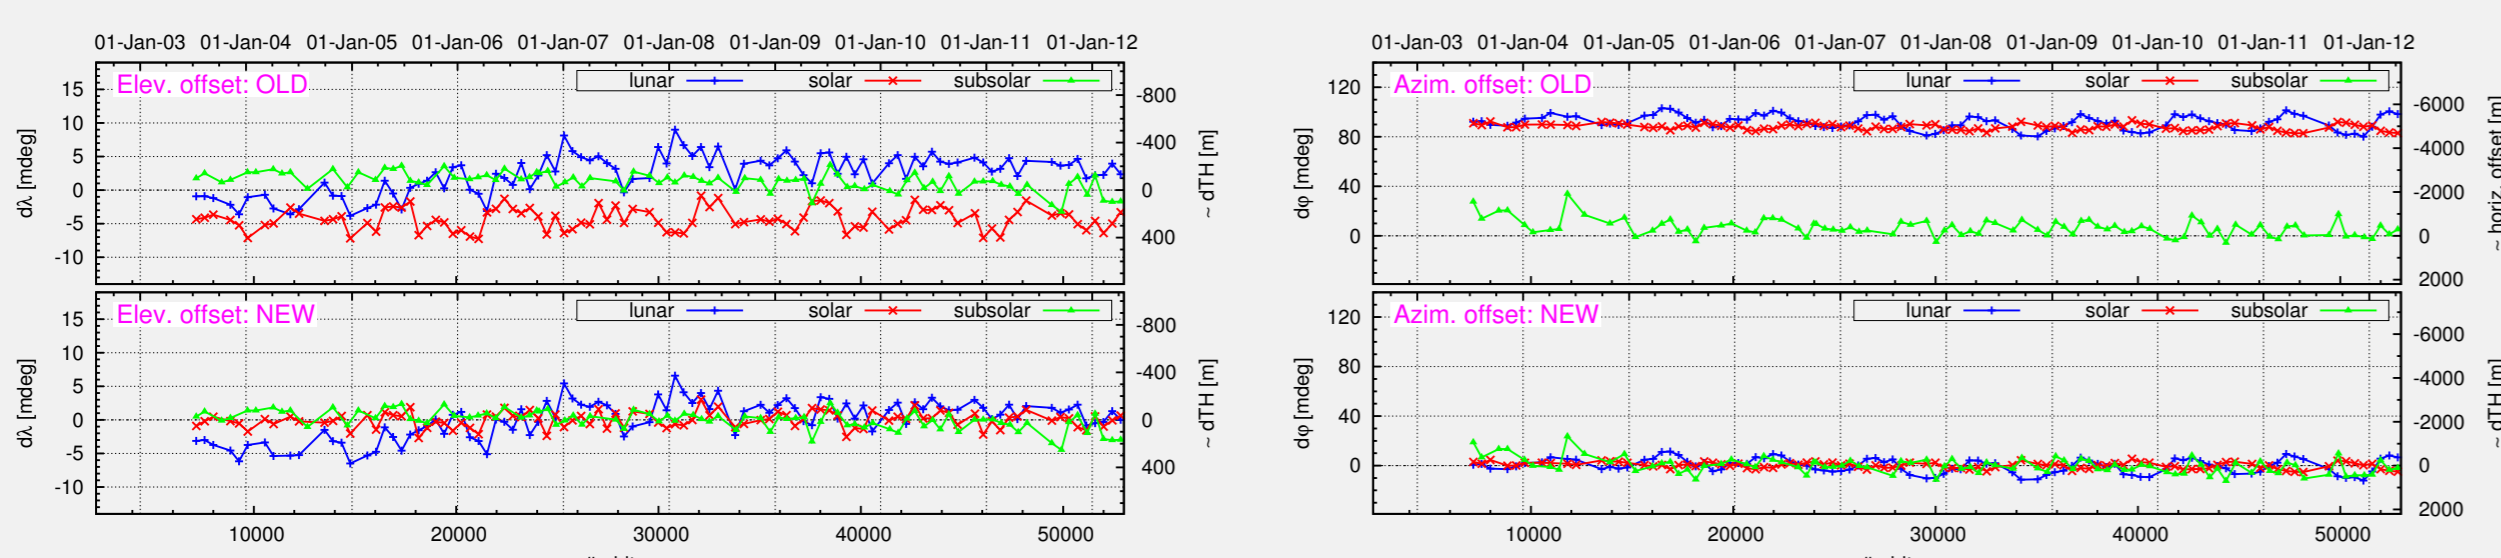 01-Jan-03 01-Jan-04 01-Jan-05 01-Jan-06 01-Jan-07 01-Jan-08 01-Jan-09 01-Jan-10 01-Jan-11 01-Jan-12
Elev. offset: OLD
lunar solar subsolar
15
10
5
0
-5
-10
dλ [mdeg]
-800
-400
0
400
~ dTH [m]
Elev. offset: NEW
lunar solar subsolar
15
10
5
0
-5
-10
dλ [mdeg]
-800
-400
0
400
~ dTH [m]
10000 20000 30000 40000 50000
01-Jan-03 01-Jan-04 01-Jan-05 01-Jan-06 01-Jan-07 01-Jan-08 01-Jan-09 01-Jan-10 01-Jan-11 01-Jan-12
Azim. offset: OLD
lunar solar subsolar
120
80
40
0
dφ [mdeg]
-6000
-4000
-2000
0
2000
~ horiz. offset [m]
Azim. offset: NEW
lunar solar subsolar
120
80
40
0
dφ [mdeg]
-6000
-4000
-2000
0
2000
~ dTH [m]
10000 20000 30000 40000 50000